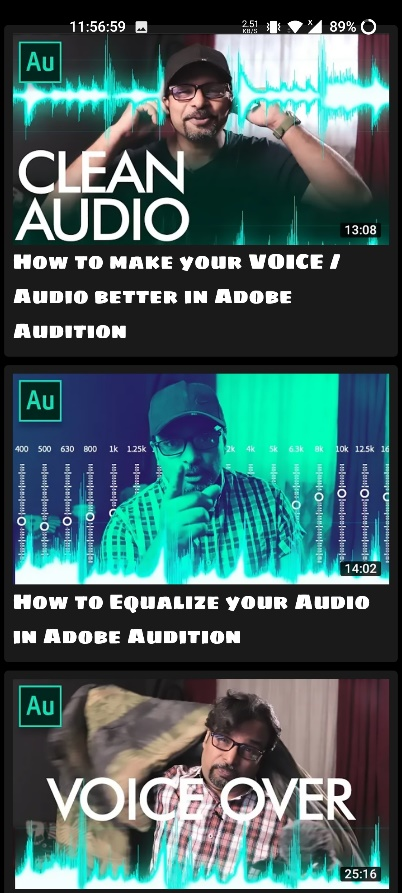 11:56:59 2.51 KB/S X 89%
Au
CLEAN
AUDIO
13:08
How to make your VOICE /
Audio better in Adobe
Audition
Au
400 500 630 800 1k 1.25k 2k 4k 5k 6.3k 8k 10k 12.5k 16
14:02
How to Equalize your Audio
in Adobe Audition
Au
VOICE OVER
25:16